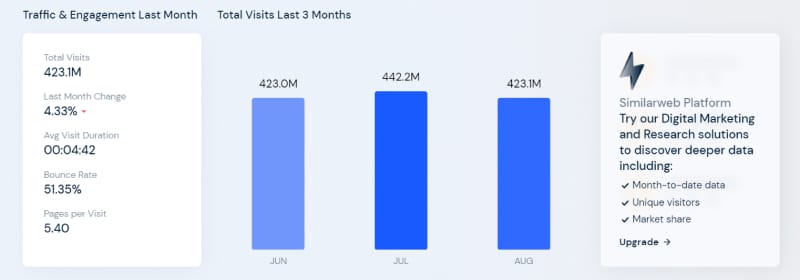 Traffic & Engagement Last Month
Total Visits Last 3 Months
Total Visits
423.1M
Last Month Change
4.33%
Avg Visit Duration
00:04:42
Bounce Rate
51.35%
Pages per Visit
5.40
423.0M
442.2M
423.1M
JUN
JUL
AUG
Similarweb Platform
Try our Digital Marketing
and Research solutions
to discover deeper data
including:
Month-to-date data
Unique visitors
Market share
Upgrade →